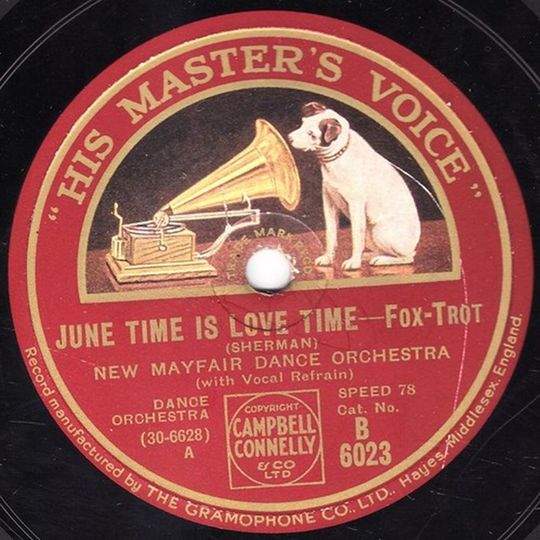 "HIS MASTER'S VOICE"
TRADE MARK REGD
JUNE TIME IS LOVE TIME—FOX-TROT
(SHERMAN)
NEW MAYFAIR DANCE ORCHESTRA
(with Vocal Refrain)
DANCE
ORCHESTRA
(30-6628)
A
COPYRIGHT
CAMPBELL
CONNELLY
& CO
LTD
SPEED 78
Cat. No.
B
6023
Record manufactured by THE GRAMOPHONE CO., LTD., Hayes, Middlesex, England.